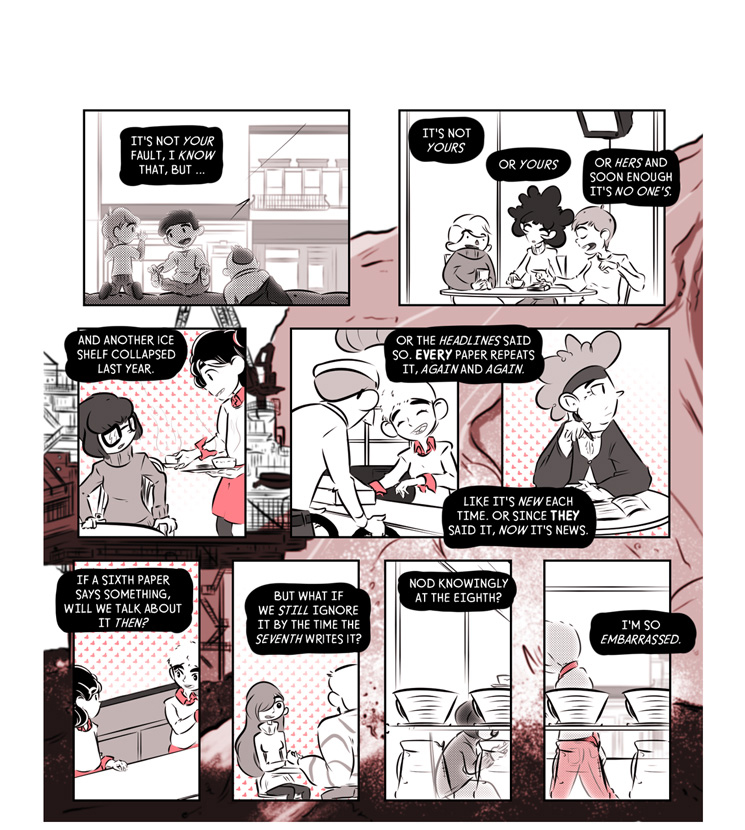 IT'S NOT YOUR
FAULT, I KNOW
THAT, BUT ...
IT'S NOT
YOURS
OR YOURS
OR HERS AND
SOON ENOUGH
IT'S NO ONE'S.
AND ANOTHER ICE
SHELF COLLAPSED
LAST YEAR.
OR THE HEADLINES SAID
SO. EVERY PAPER REPEATS
IT, AGAIN AND AGAIN.
LIKE IT'S NEW EACH
TIME. OR SINCE THEY
SAID IT, NOW IT'S NEWS.
IF A SIXTH PAPER
SAYS SOMETHING,
WILL WE TALK ABOUT
IT THEN?
BUT WHAT IF
WE STILL IGNORE
IT BY THE TIME THE
SEVENTH WRITES IT?
NOD KNOWINGLY
AT THE EIGHTH?
I'M SO
EMBARRASSED.